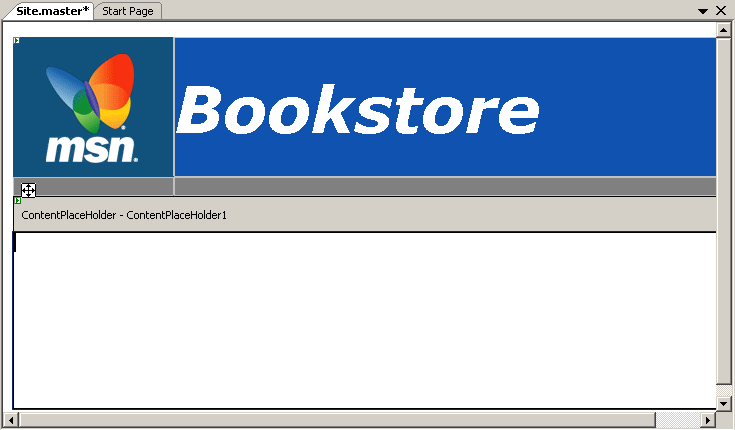 Site.master* Start Page
msn.
Bookstore
ContentPlaceHolder - ContentPlaceHolder1